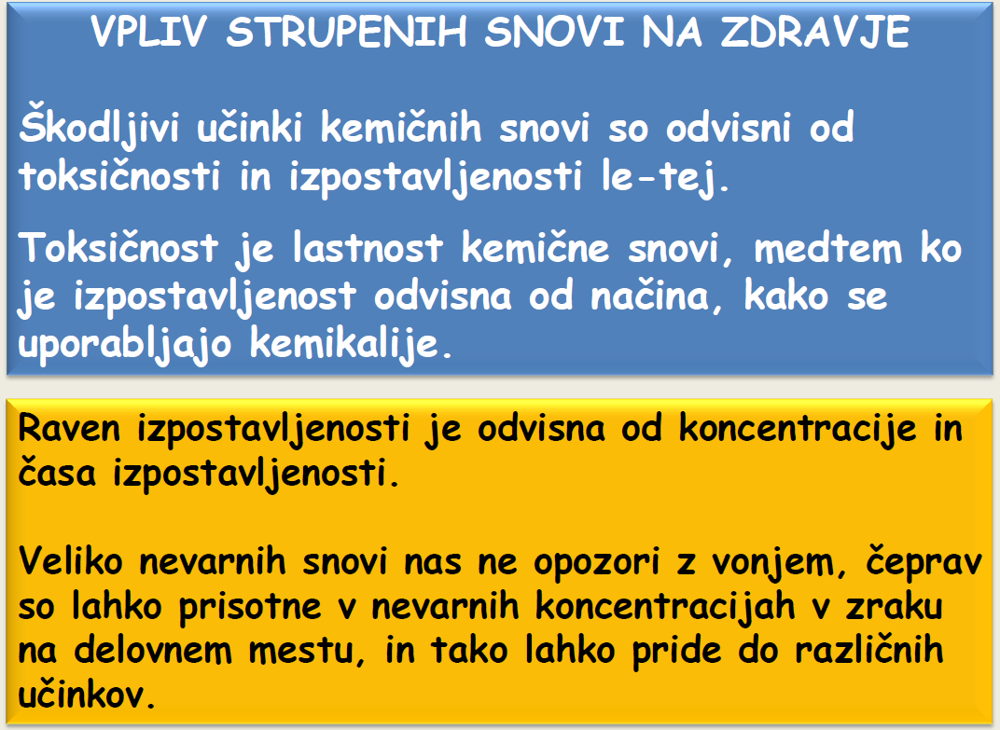 VPLIV STRUPENIH SNOVI NA ZDRAVJE
Škodljivi učinki kemičnih snovi so odvisni od
toksičnosti in izpostavljenosti le-tej.
Toksičnost je lastnost kemične snovi, medtem ko
je izpostavljenost odvisna od načina, kako se
uporabljajo kemikalije.
Raven izpostavljenosti je odvisna od koncentracije in
časa izpostavljenosti.
Veliko nevarnih snovi nas ne opozori z vonjem, čeprav
so lahko prisotne v nevarnih koncentracijah v zraku
na delovnem mestu, in tako lahko pride do različnih
učinkov.